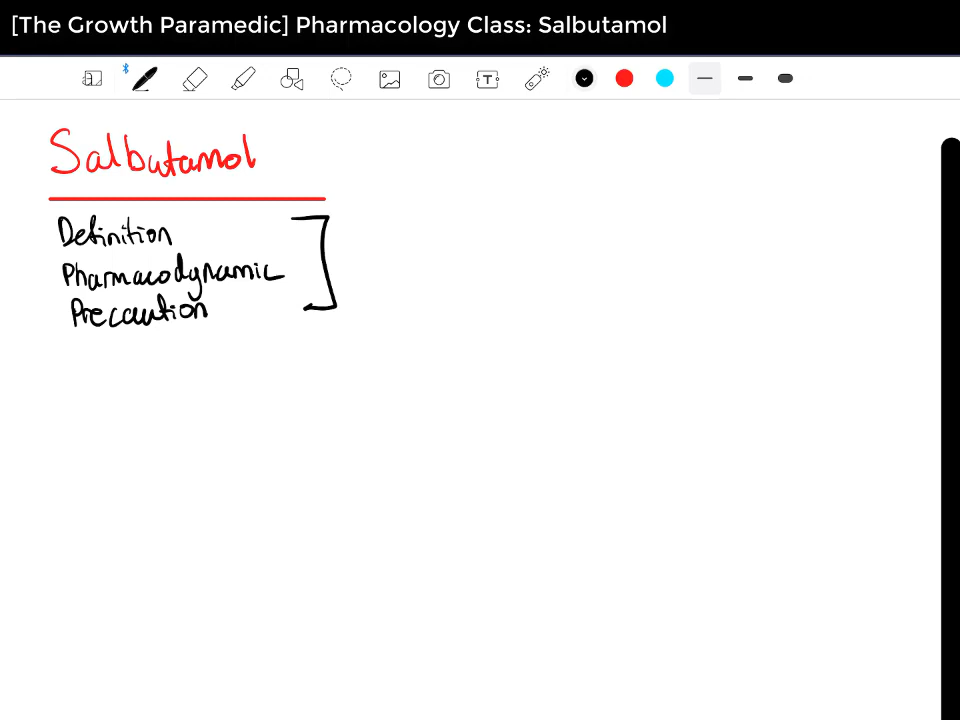 [The Growth Paramedic] Pharmacology Class: Salbutamol
Salbutamol
Definition
Pharmacodynamic
Precaution